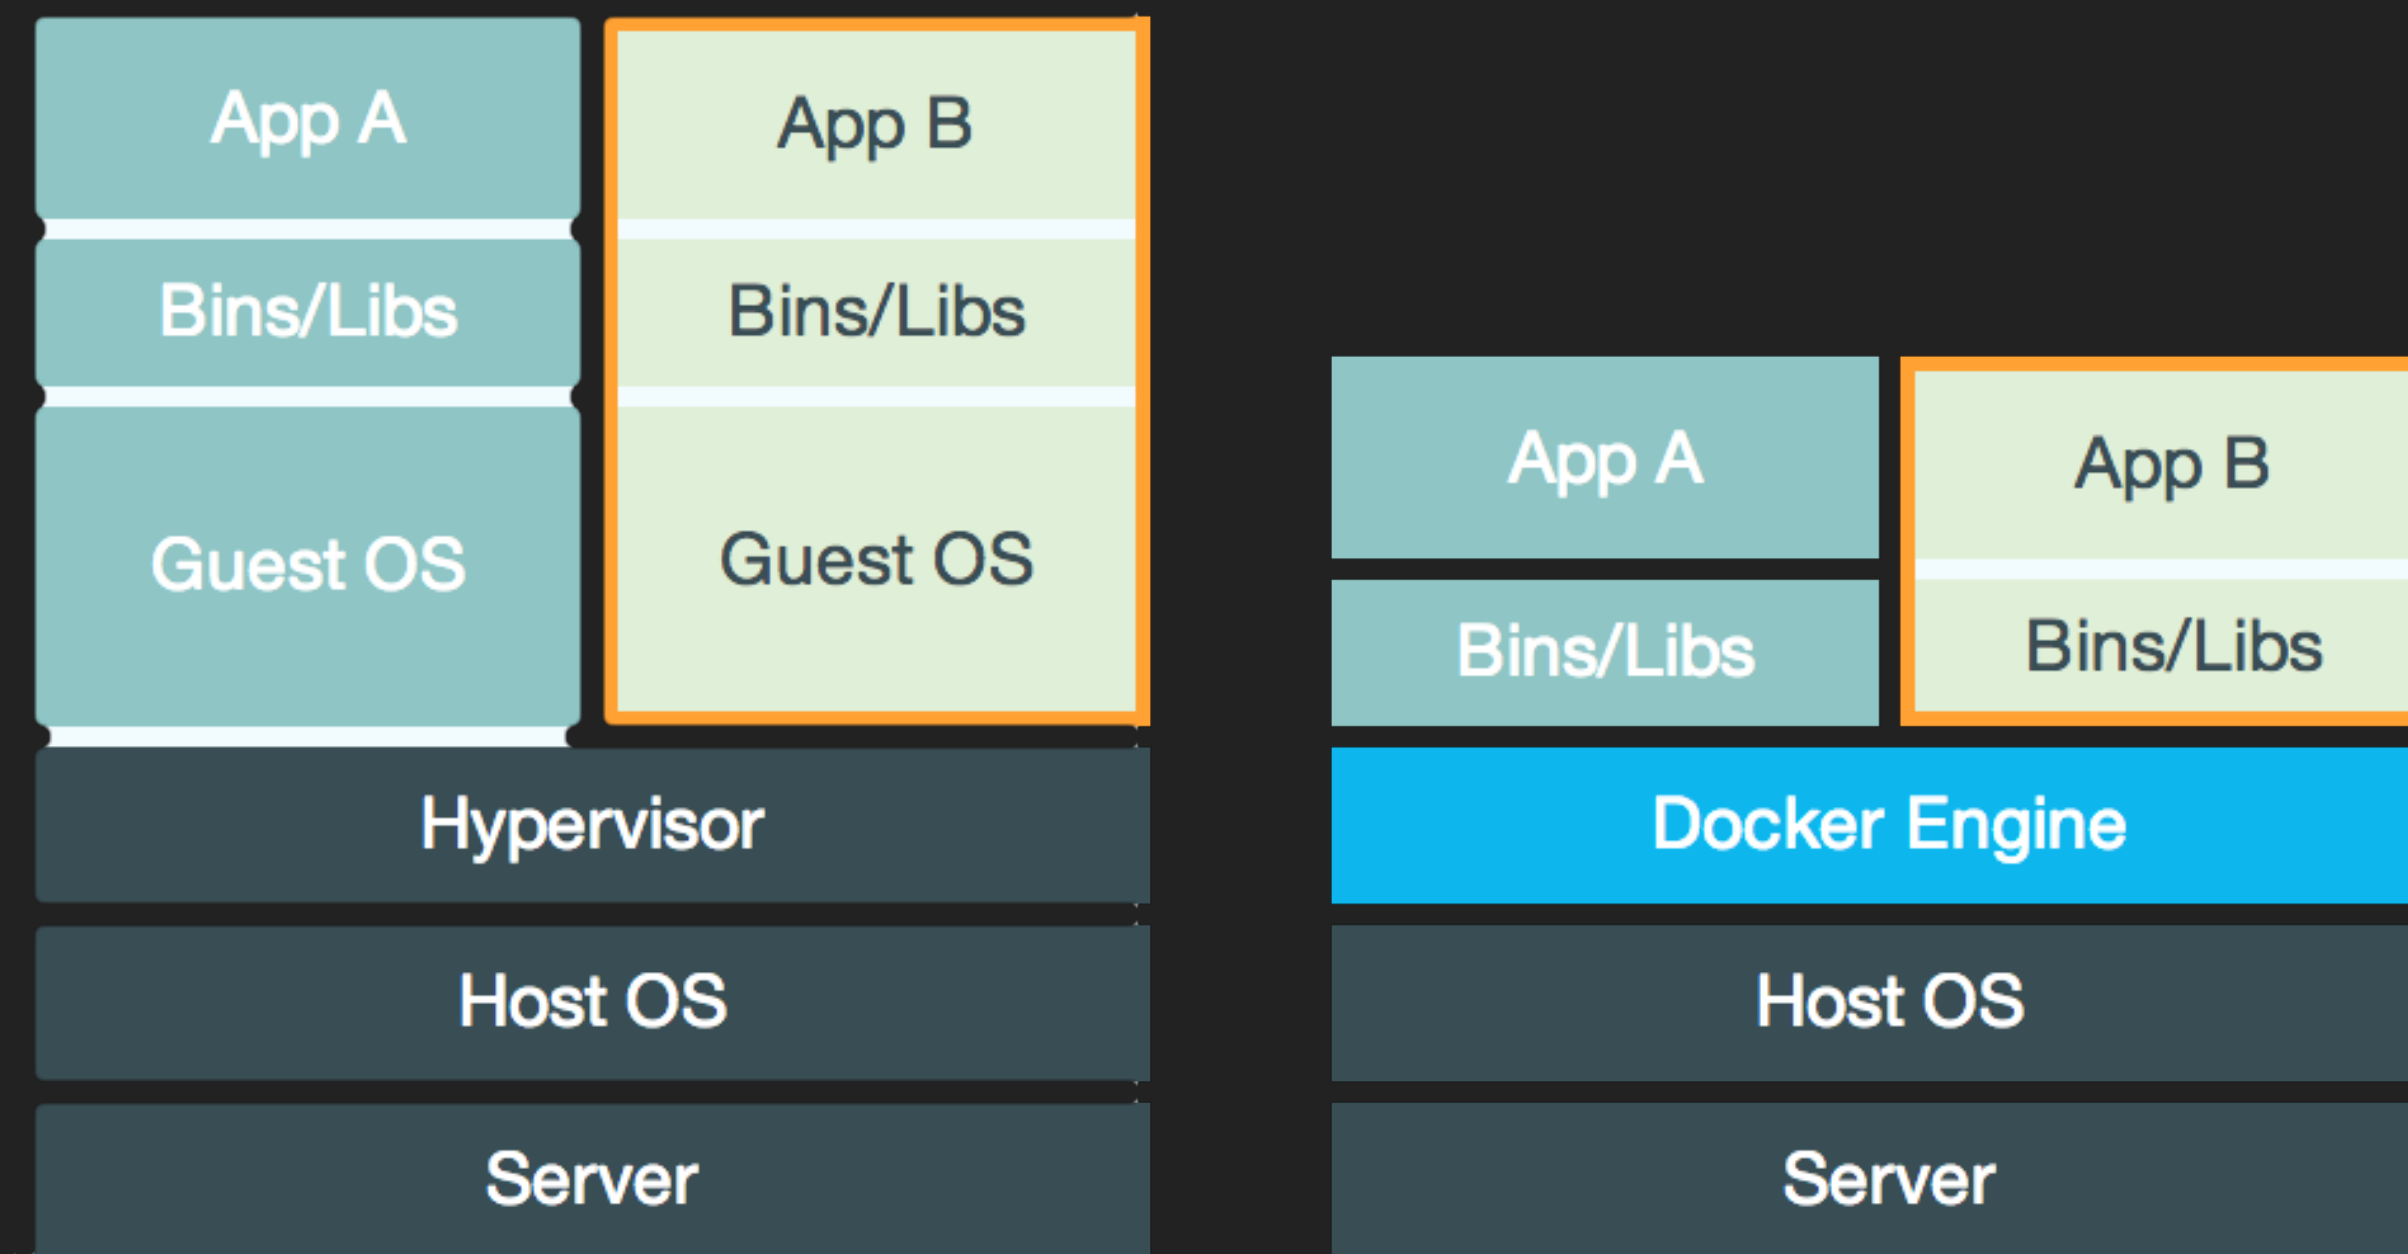 App A
Bins/Libs
Guest OS
App B
Bins/Libs
Guest OS
Hypervisor
Host OS
Server
App A
Bins/Libs
App B
Bins/Libs
Docker Engine
Host OS
Server